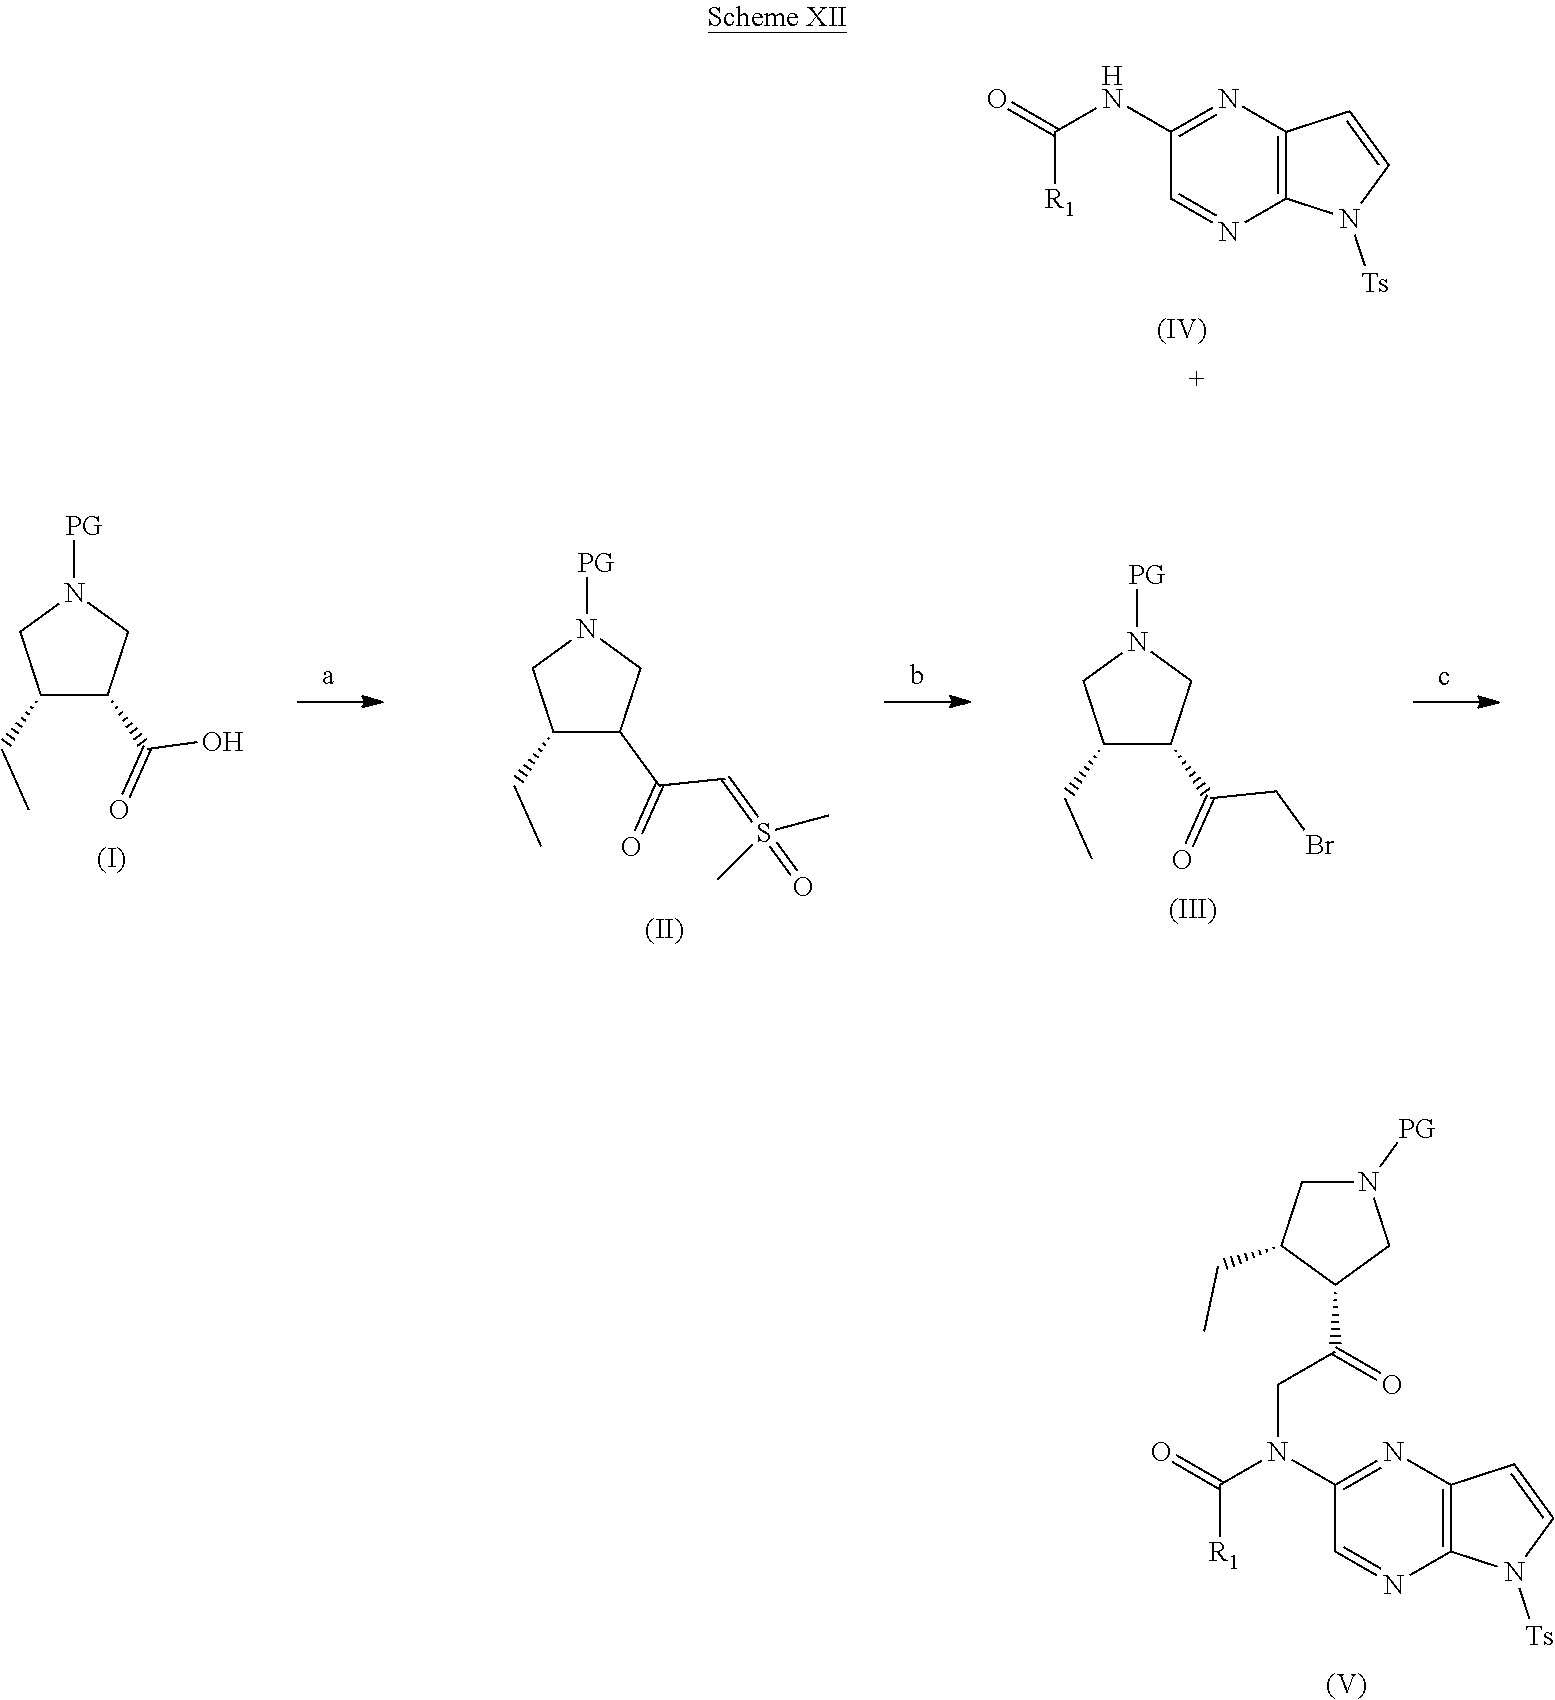 Scheme XII
H
O N N
R1 N N
Ts
(IV)
+
PG
N
OH
O
(I)
a
PG
N
O S
O
(II)
b
PG
N
O Br
(III)
c
PG
N
O
O N N
R1 N N
Ts
(V)